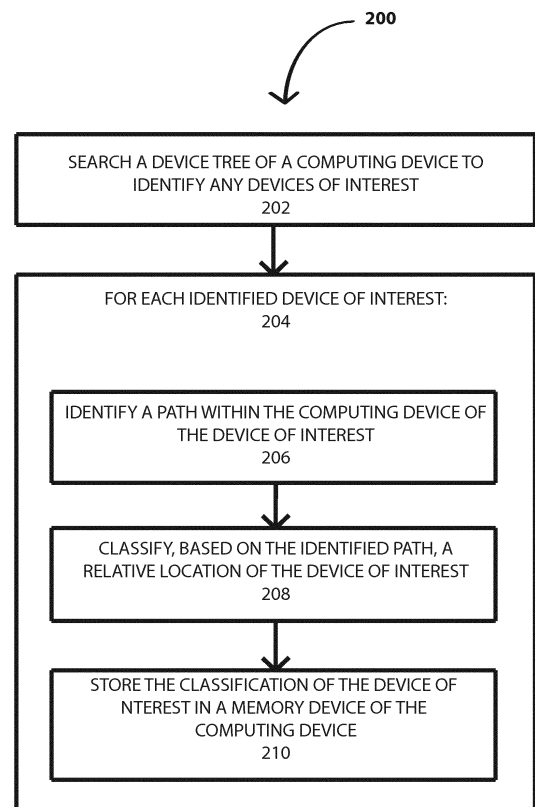 200
SEARCH A DEVICE TREE OF A COMPUTING DEVICE TO
IDENTIFY ANY DEVICES OF INTEREST
202
FOR EACH IDENTIFIED DEVICE OF INTEREST:
204
IDENTIFY A PATH WITHIN THE COMPUTING DEVICE OF
THE DEVICE OF INTEREST
206
CLASSIFY, BASED ON THE IDENTIFIED PATH, A
RELATIVE LOCATION OF THE DEVICE OF INTEREST
208
STORE THE CLASSIFICATION OF THE DEVICE OF
NTEREST IN A MEMORY DEVICE OF THE
COMPUTING DEVICE
210